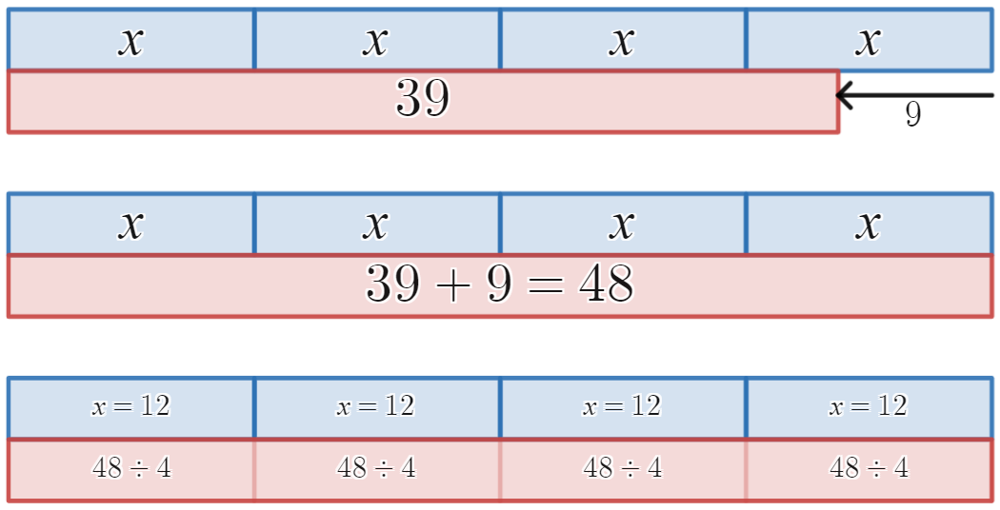 x x x x
39
9
x x x x
39 + 9 = 48
x = 12 x = 12 x = 12 x = 12
48 ÷ 4 48 ÷ 4 48 ÷ 4 48 ÷ 4